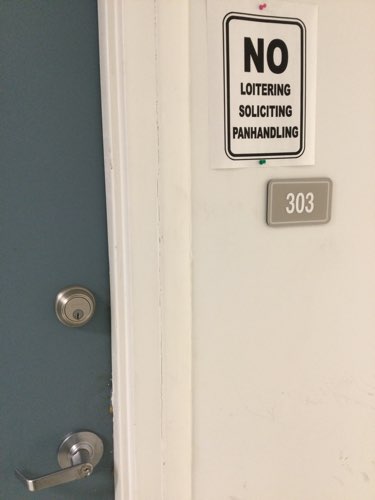 NO
LOITERING
SOLICITING
PANHANDLING
303